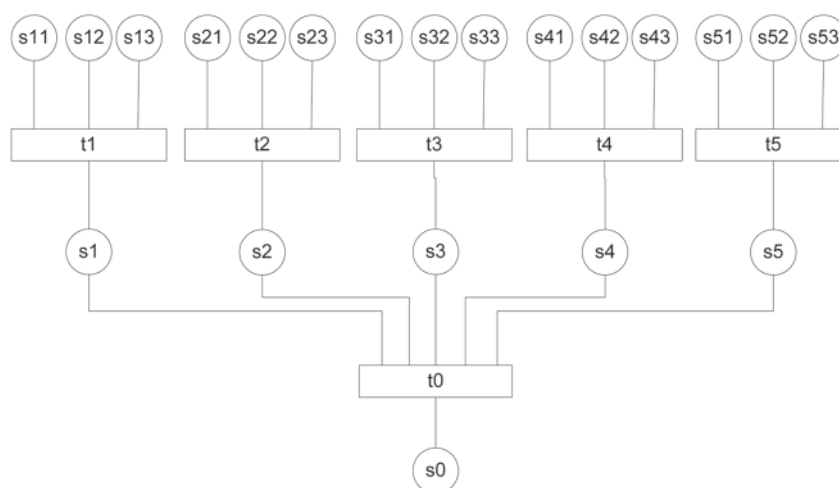 s11 s12 s13 s21 s22 s23 s31 s32 s33 s41 s42 s43 s51 s52 s53
t1 t2 t3 t4 t5
s1 s2 s3 s4 s5
t0
s0